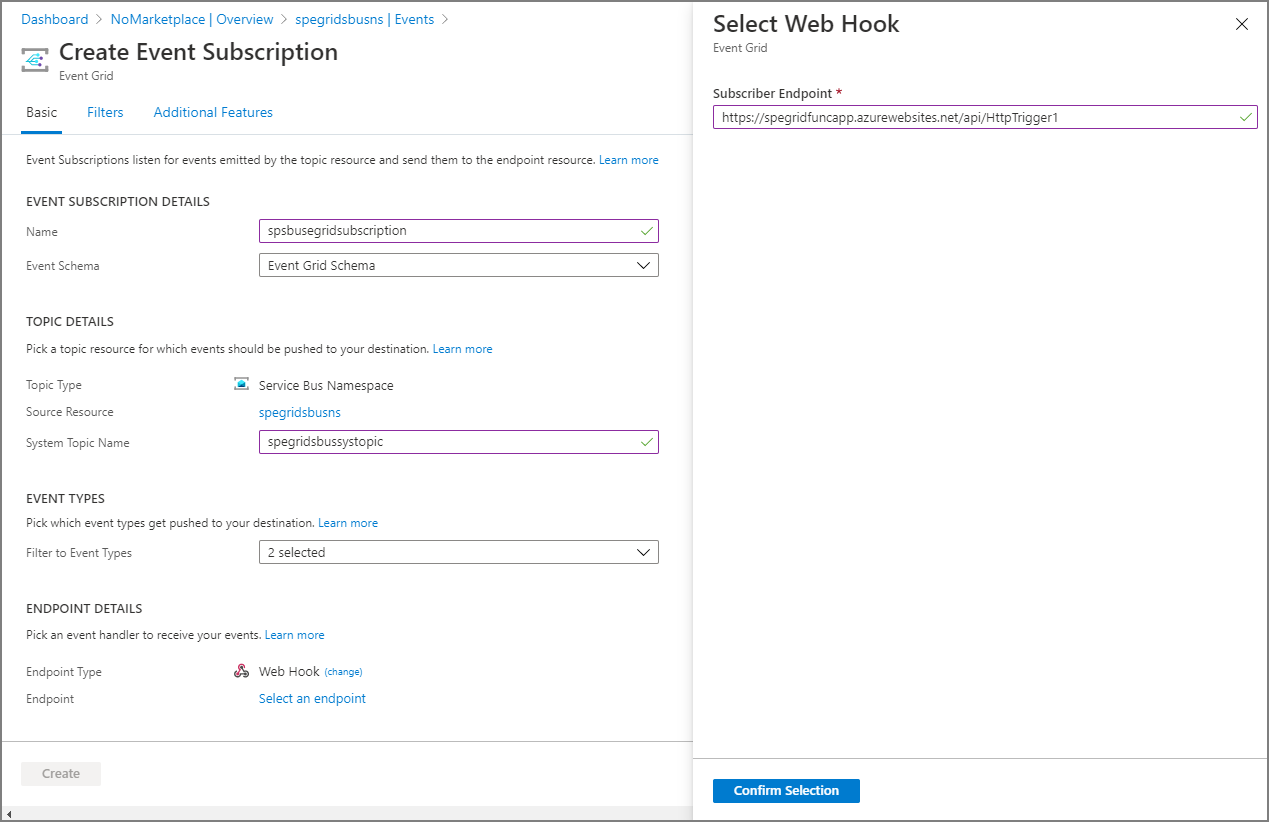 Dashboard > NoMarketplace | Overview > spegridsbusns | Events >
Create Event Subscription
Event Grid
Basic Filters Additional Features
Event Subscriptions listen for events emitted by the topic resource and send them to the endpoint resource. Learn more
EVENT SUBSCRIPTION DETAILS
Name spsbusegridsubscription
Event Schema Event Grid Schema
TOPIC DETAILS
Pick a topic resource for which events should be pushed to your destination. Learn more
Topic Type Service Bus Namespace
Source Resource spegridsbusns
System Topic Name spegridsbussystopic
EVENT TYPES
Pick which event types get pushed to your destination. Learn more
Filter to Event Types 2 selected
ENDPOINT DETAILS
Pick an event handler to receive your events. Learn more
Endpoint Type Web Hook (change)
Endpoint Select an endpoint
Create
Select Web Hook
Event Grid
Subscriber Endpoint *
https://spegridfuncapp.azurewebsites.net/api/HttpTrigger1
Confirm Selection